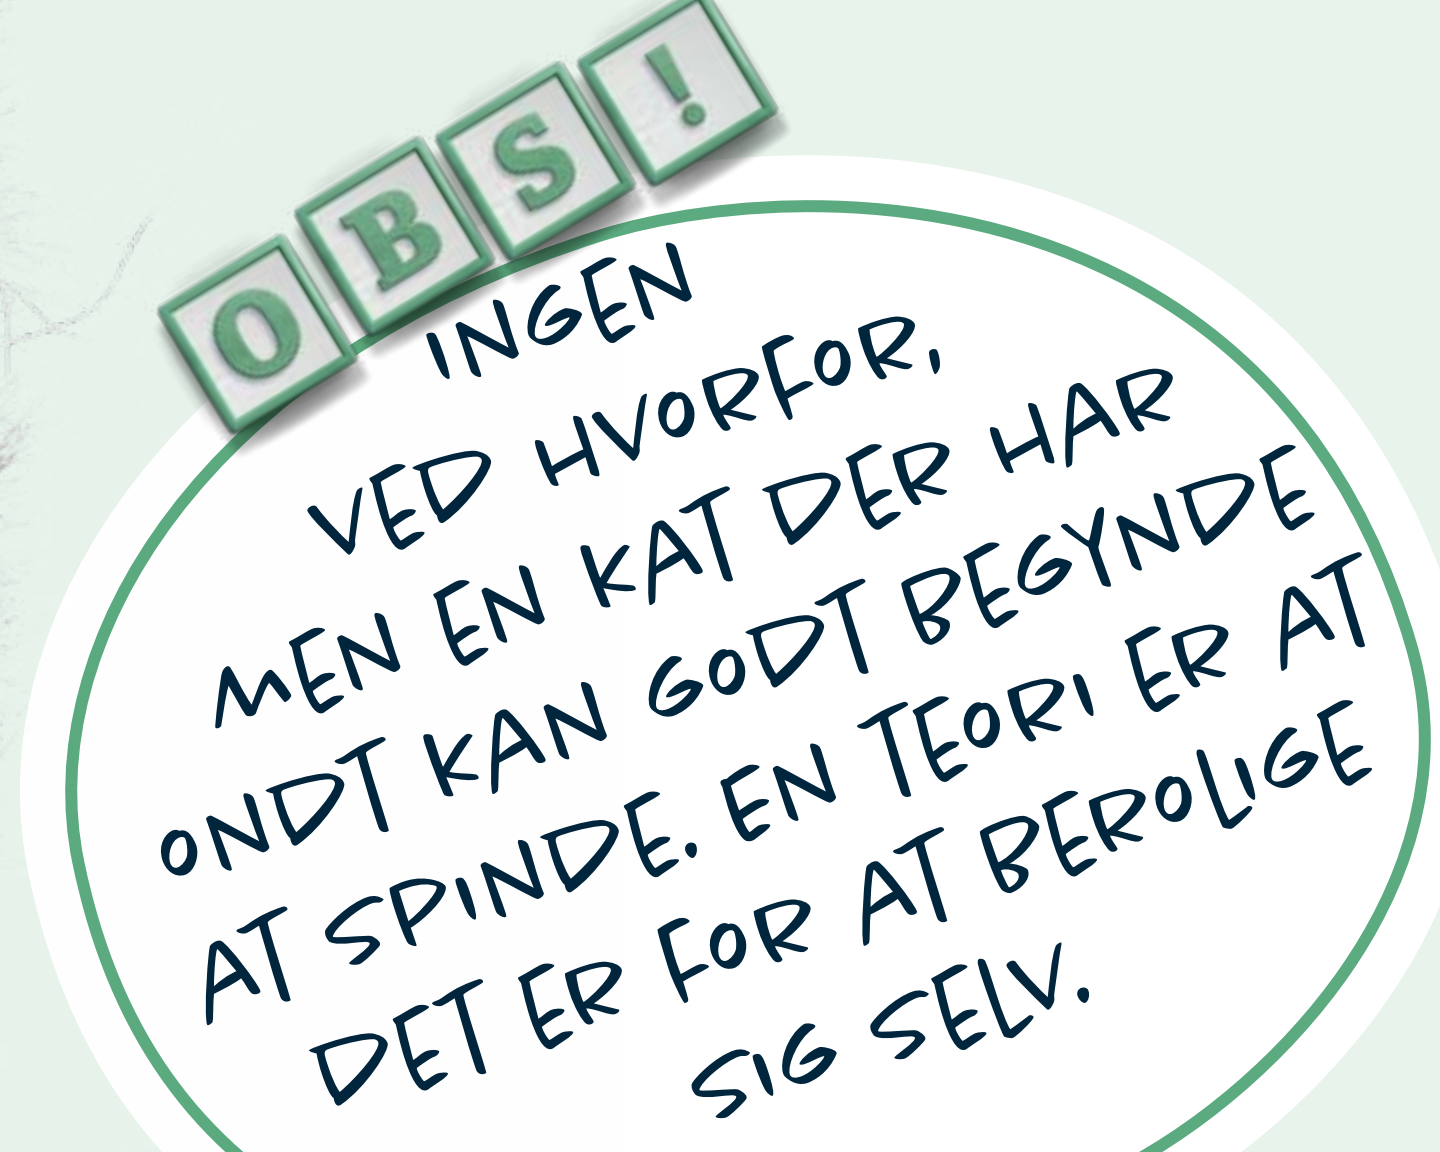 OBS!
INGEN
VED HVORFOR,
MEN EN KAT DER HAR
ONDT KAN GODT BEGYNDE
AT SPINDE. EN TEORI ER AT
DET ER FOR AT BEROLIGE
SIG SELV.